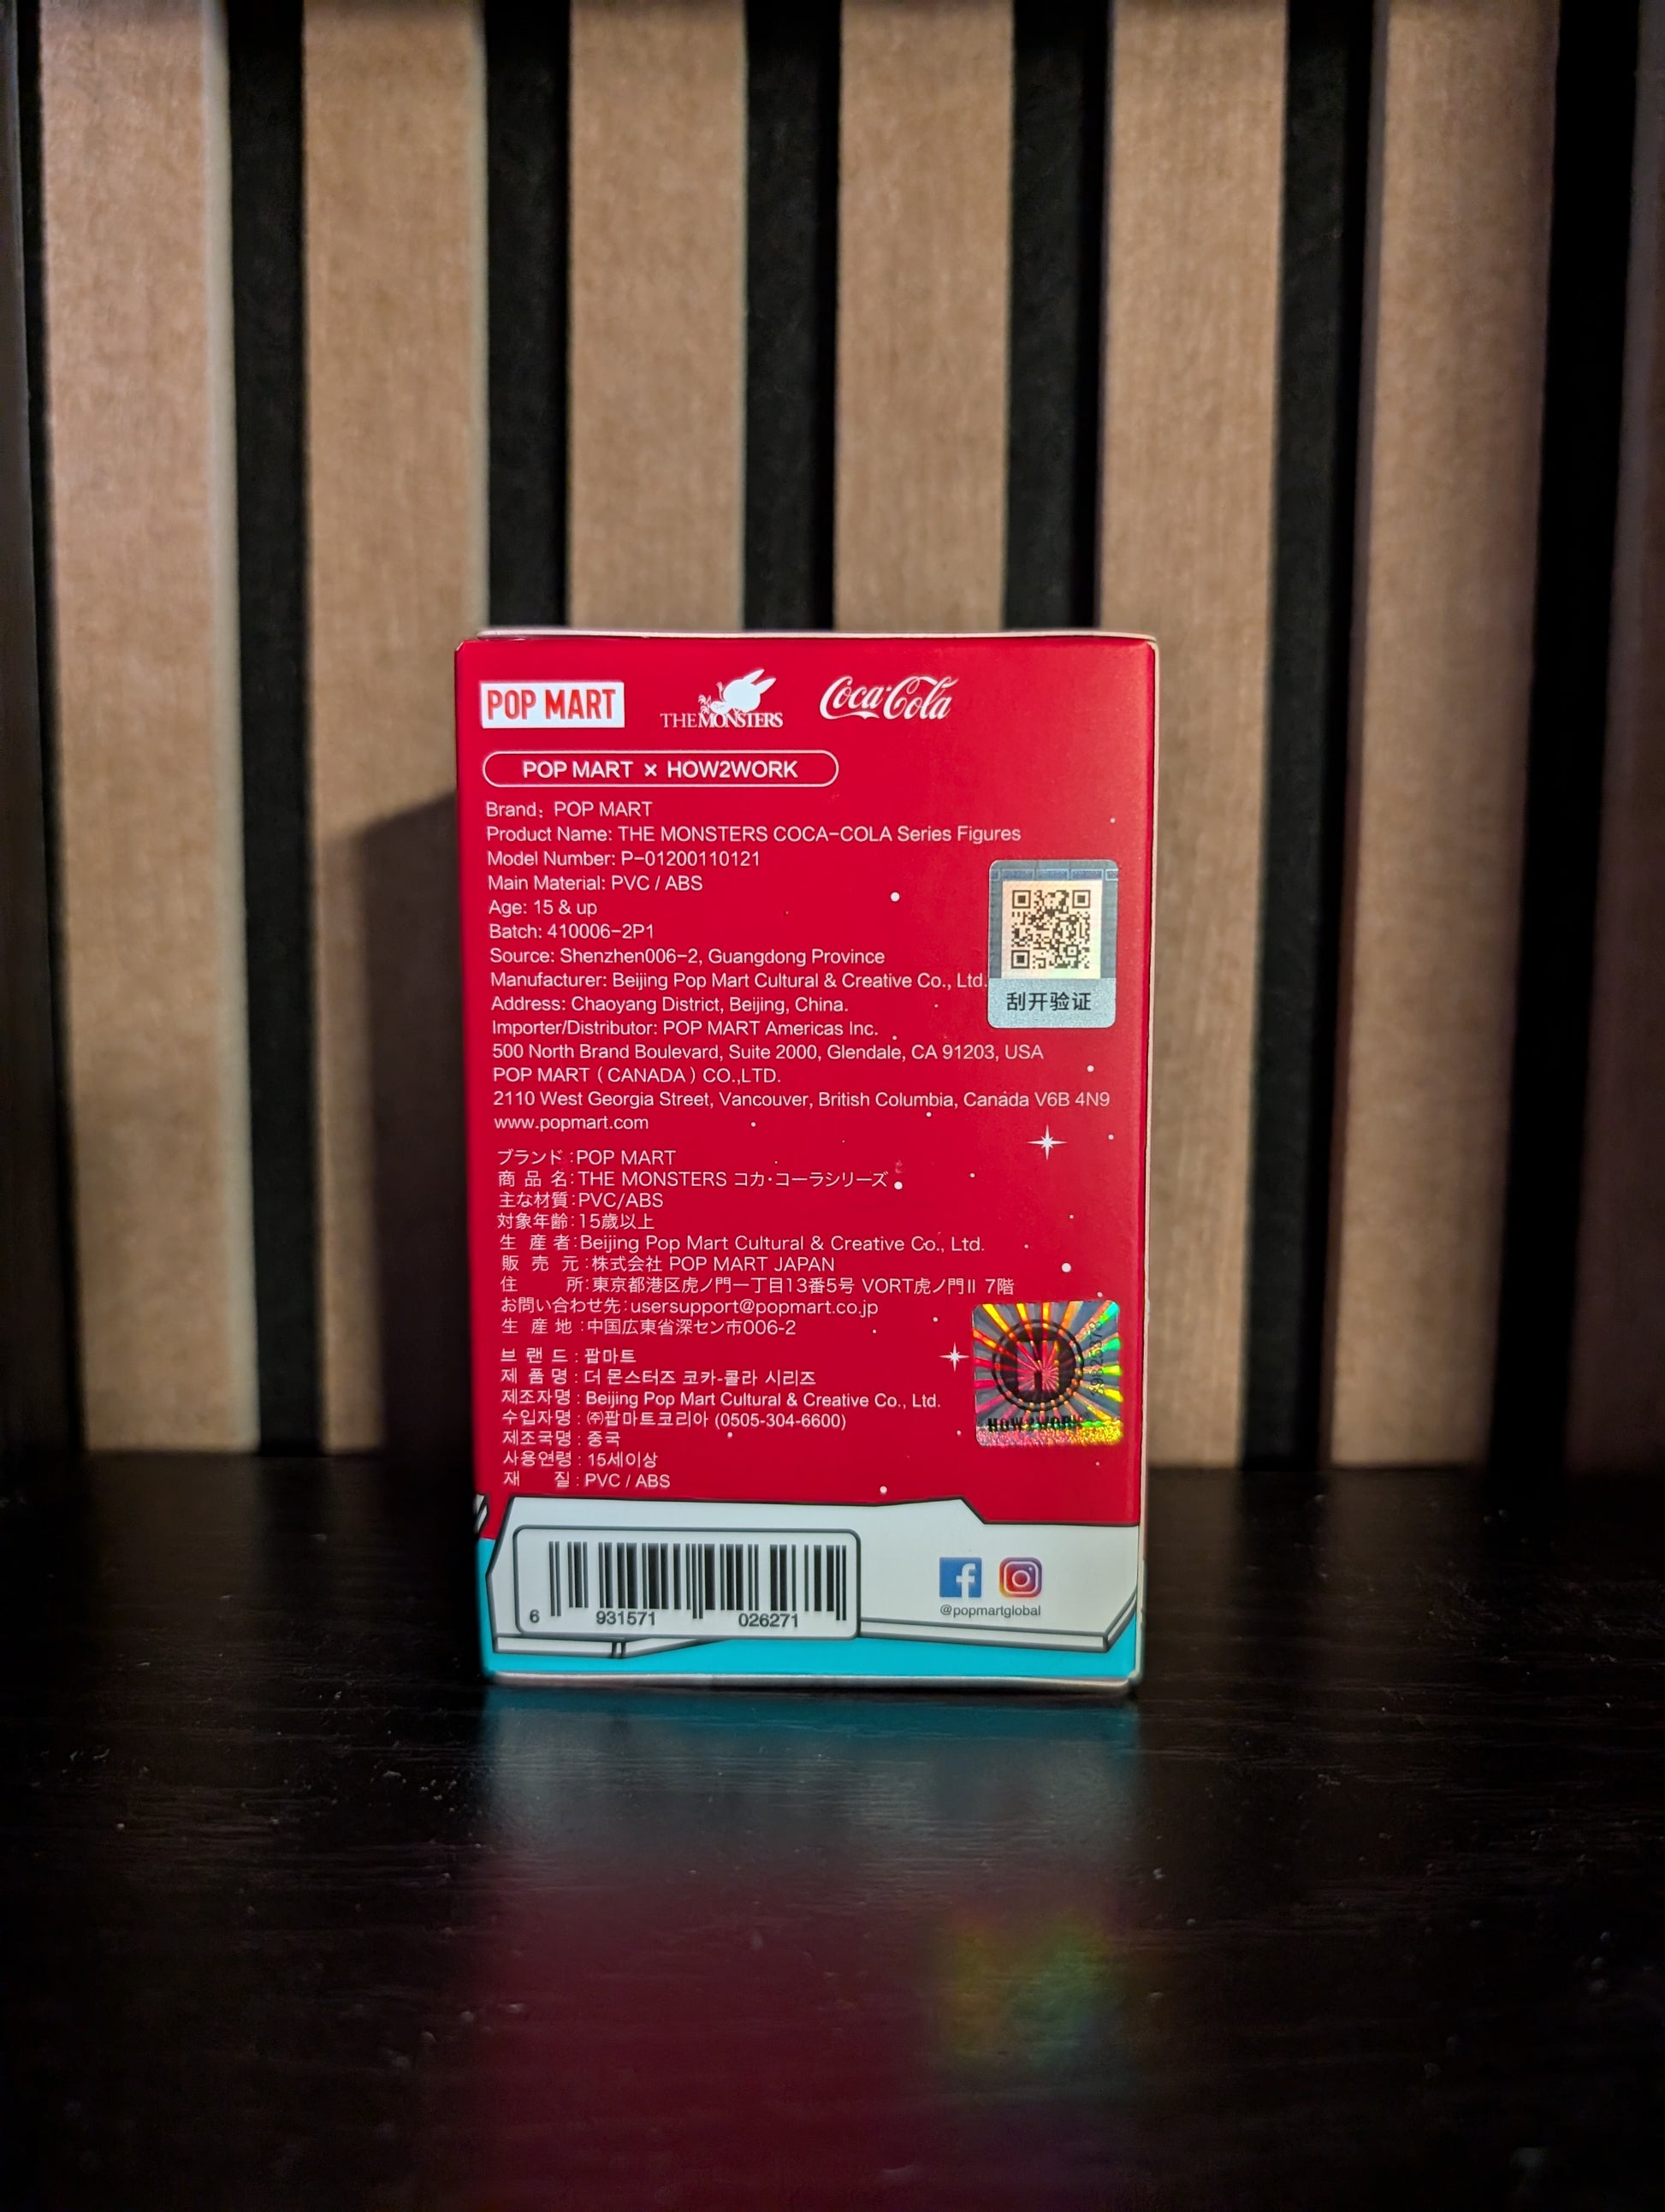 POP MART
THE MONSTERS
Coca-Cola
POP MART × HOW2WORK
Brand: POP MART
Product Name: THE MONSTERS COCA-COLA Series Figures
Model Number: P-01200110121
Main Material: PVC / ABS
Age: 15 & up
Batch: 410006-2P1
Source: Shenzhen006-2, Guangdong Province
Manufacturer: Beijing Pop Mart Cultural & Creative Co., Ltd.
Address: Chaoyang District, Beijing, China.
Importer/Distributor: POP MART Americas Inc.
500 North Brand Boulevard, Suite 2000, Glendale, CA 91203, USA
POP MART ( CANADA ) CO.,LTD.
2110 West Georgia Street, Vancouver, British Columbia, Canada V6B 4N9
www.popmart.com
刮开验证
ブランド:POP MART
商品名:THE MONSTERS コカ・コーラシリーズ
主な材質:PVC/ABS
対象年齢:15歳以上
生産者:Beijing Pop Mart Cultural & Creative Co., Ltd.
販売元:株式会社 POP MART JAPAN
住所:東京都港区虎ノ門一丁目13番5号 VORT虎ノ門II 7階
お問い合わせ先:usersupport@popmart.co.jp
生産地:中国広東省深セン市006-2
브랜드 : 팝마트
제품명 : 더 몬스터즈 코카-콜라 시리즈
제조자명 : Beijing Pop Mart Cultural & Creative Co., Ltd.
수입자명 : ㈜팝마트코리아 (0505-304-6600)
제조국명 : 중국
사용연령 : 15세이상
재질 : PVC / ABS
HOW2WORK
6 931571 026271
@popmartglobal